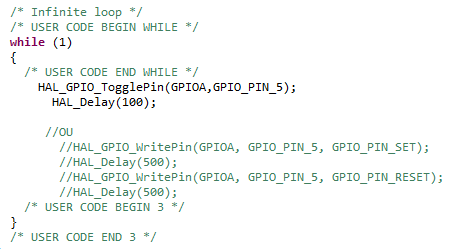 /* Infinite loop */
/* USER CODE BEGIN WHILE */
while (1)
{
/* USER CODE END WHILE */
HAL_GPIO_TogglePin(GPIOA,GPIO_PIN_5);
HAL_Delay(100);
//OU
//HAL_GPIO_WritePin(GPIOA, GPIO_PIN_5, GPIO_PIN_SET);
//HAL_Delay(500);
//HAL_GPIO_WritePin(GPIOA, GPIO_PIN_5, GPIO_PIN_RESET);
//HAL_Delay(500);
/* USER CODE BEGIN 3 */
}
/* USER CODE END 3 */